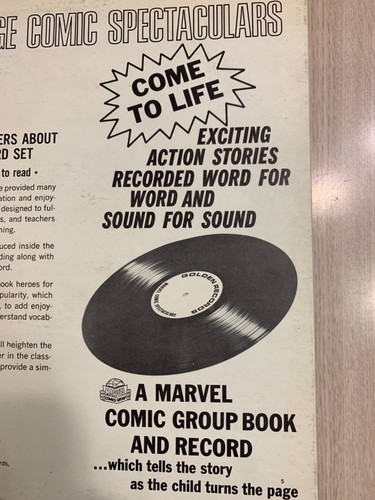 GE COMIC SPECTACULARS
COME
TO LIFE
EXCITING
ACTION STORIES
RECORDED WORD FOR
WORD AND
SOUND FOR SOUND
ERS ABOUT
RD SET
to read •
e provided many
ation and enjoy-
designed to ful-
s, and teachers
ning.
uced inside the
ding along with
ord.
book heroes for
pularity, which
, to add enjoy-
erstand vocab-
ll heighten the
er in the class-
provide a sim-
rds,
GOLDEN RECORDS
A MARVEL
COMIC GROUP BOOK
AND RECORD
...which tells the story
as the child turns the page
5